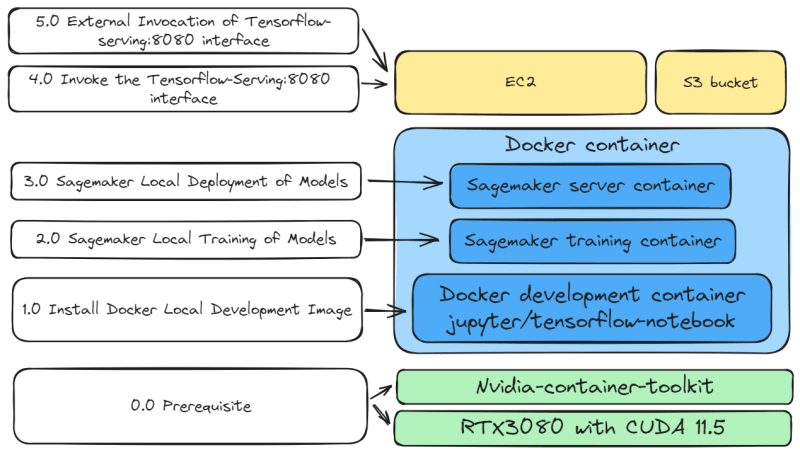 5.0 External Invocation of Tensorflow-
serving:8080 interface
4.0 Invoke the Tensorflow-Serving:8080
interface
EC2
S3 bucket
Docker container
3.0 Sagemaker Local Deployment of Models
Sagemaker server container
2.0 Sagemaker Local Training of Models
Sagemaker training container
1.0 Install Docker Local Development Image
Docker development container
jupyter/tensorflow-notebook
0.0 Prerequisite
Nvidia-container-toolkit
RTX3080 with CUDA 11.5